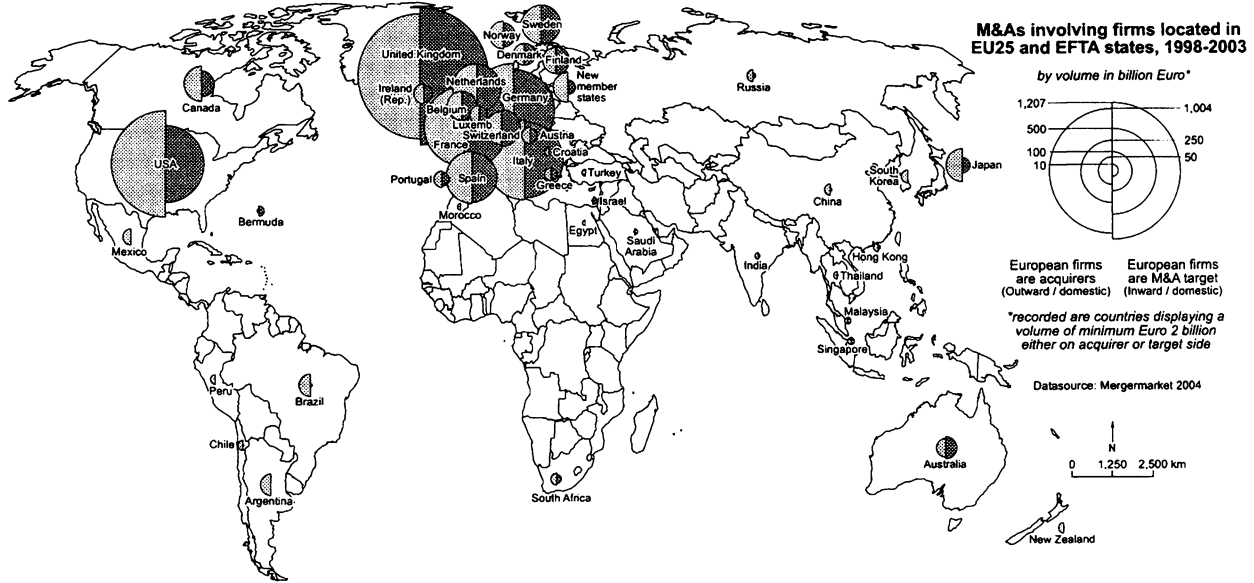 M&As involving firms located in
EU25 and EFTA states, 1998-2003
by volume in billion Euro*
1,207
1,004
500
250
100
50
10
European firms
are acquirers
(Outward / domestic)
European firms
are M&A target
(Inward / domestic)
*recorded are countries displaying a
volume of minimum Euro 2 billion
either on acquirer or target side
Datasource: Mergermarket 2004
N
0 1,250 2,500 km
Sweden
Norway
United Kingdom
Denmark
Finland
Netherlands
New
member
states
Ireland
(Rep.)
Germany
Belgium
Luxemb.
Switzerland
Austria
France
Croatia
Italy
Portugal
Spain
Greece
Turkey
Morocco
Israel
Egypt
Saudi
Arabia
Canada
USA
Bermuda
Mexico
Russia
Japan
South
Korea
China
Hong Kong
India
Thailand
Malaysia
Singapore
Peru
Brazil
Chile
Argentina
South Africa
Australia
New Zealand